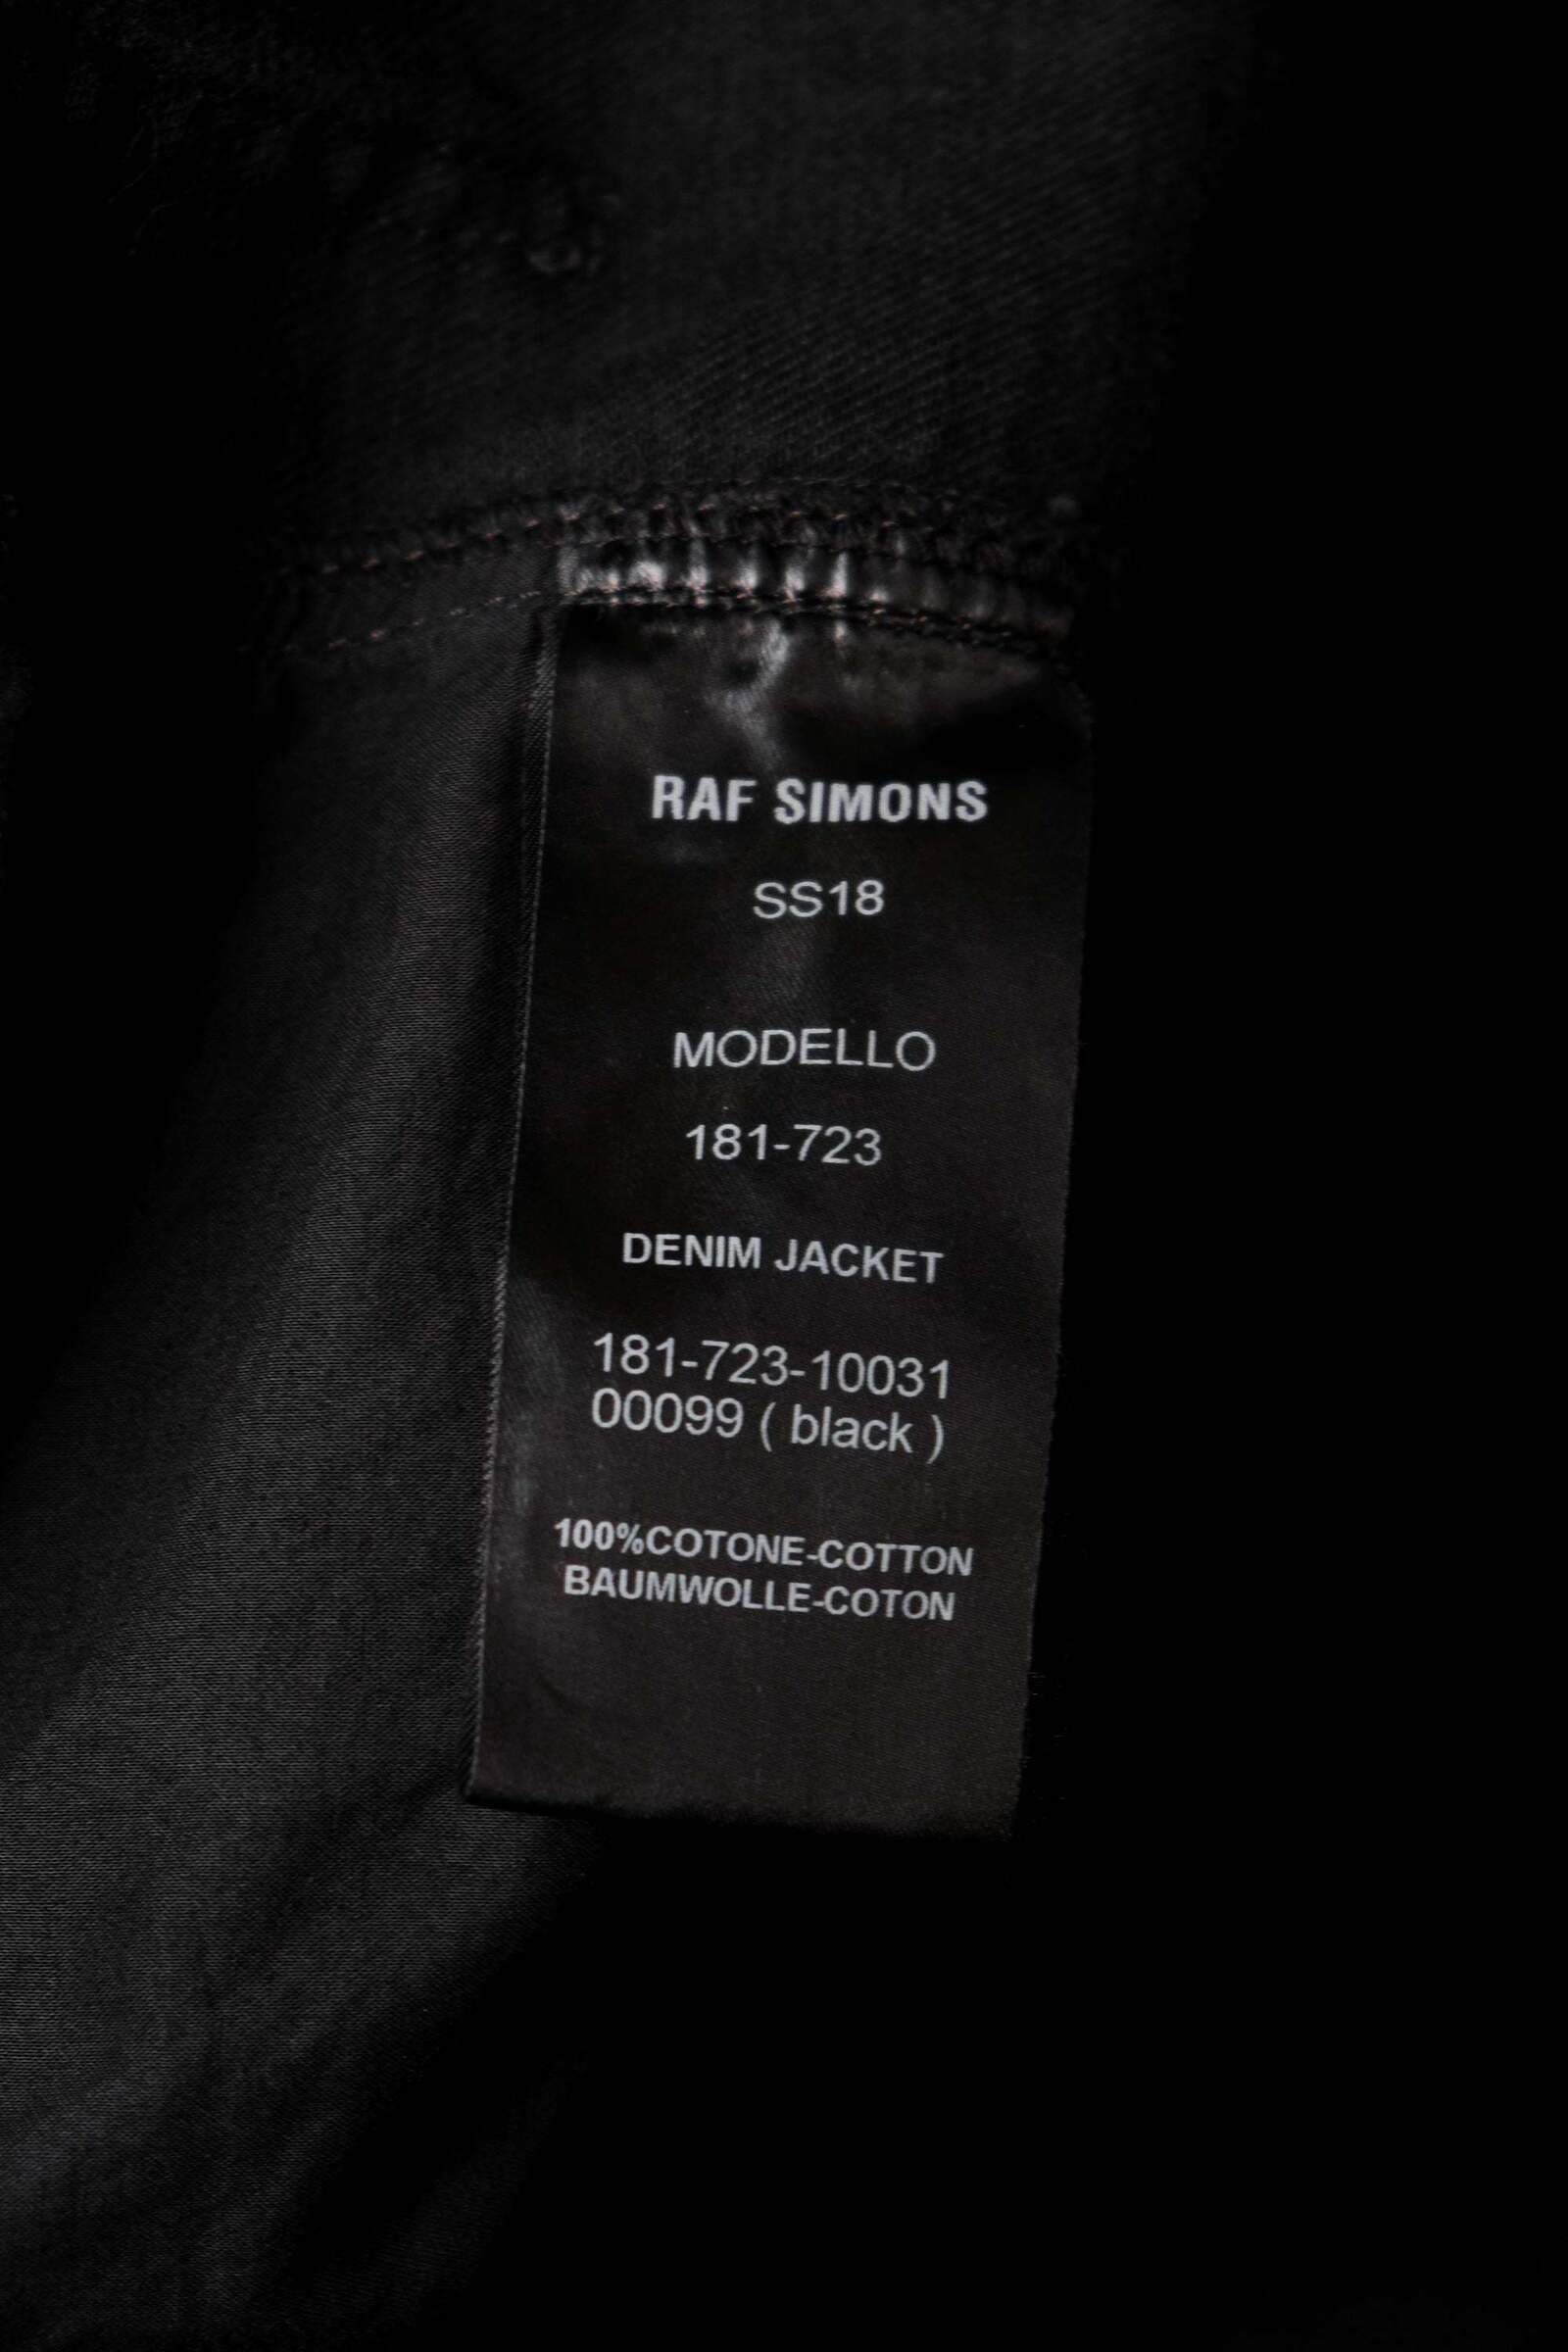 RAF SIMONS
SS18
MODELLO
181-723
DENIM JACKET
181-723-10031
00099 ( black )
100%COTONE-COTTON
BAUMWOLLE-COTON